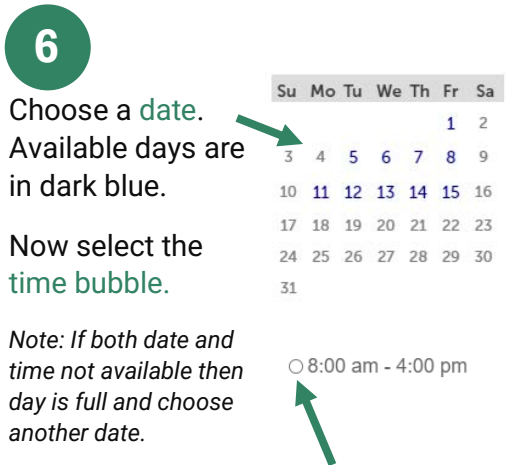 6
Choose a date.
Available days are
in dark blue.
Now select the
time bubble.
Note: If both date and
time not available then
day is full and choose
another date.
Su Mo Tu We Th Fr Sa
1 2
3 4 5 6 7 8 9
10 11 12 13 14 15 16
17 18 19 20 21 22 23
24 25 26 27 28 29 30
31
8:00 am - 4:00 pm